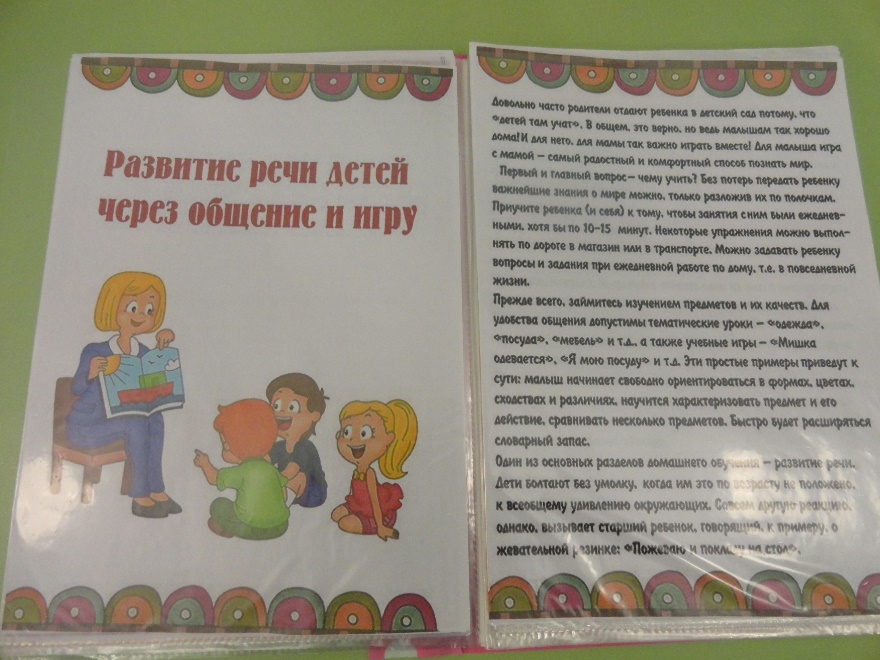 Развитие речи детей
через общение и игру
Довольно часто родители отдают ребенка в детский сад потому, что
«детей там учат». В общем, это верно, но ведь малышам так хорошо
дома! И для него, для мамы так важно играть вместе! Для малыша игра
с мамой – самый радостный и комфортный способ познать мир.
Первый и главный вопрос– чему учить? Без потерь передать ребенку
важнейшие знания о мире можно, только разложив их по полочкам.
Приучите ребенка (и себя) к тому, чтобы занятия с ним были ежеднев-
ными, хотя бы по 10–15 минут. Некоторые упражнения можно выпол-
нять по дороге в магазин или в транспорте. Можно задавать ребенку
вопросы и задания при ежедневной работе по дому, т.е. в повседневной
жизни.
Прежде всего, займитесь изучением предметов и их качеств. Для
удобства общения допустимы тематические уроки – «одежда»,
«посуда», «мебель» и т.д., а также учебные игры – «Мишка
одевается», «Я мою посуду» и т.д. Эти простые примеры приведут к
сути: малыш начинает свободно ориентироваться в формах, цветах,
сходствах и различиях, научится характеризовать предмет и его
действие, сравнивать несколько предметов. Быстро будет расширяться
словарный запас.
Один из основных разделов домашнего обучения – развитие речи.
Дети болтают без умолку, когда им это по возрасту не положено,
к всеобщему удивлению окружающих. Совсем другую реакцию,
однако, вызывает старший ребенок, говорящий, к примеру, о
жевательной резинке: «Пожеваю и покладу на стол».